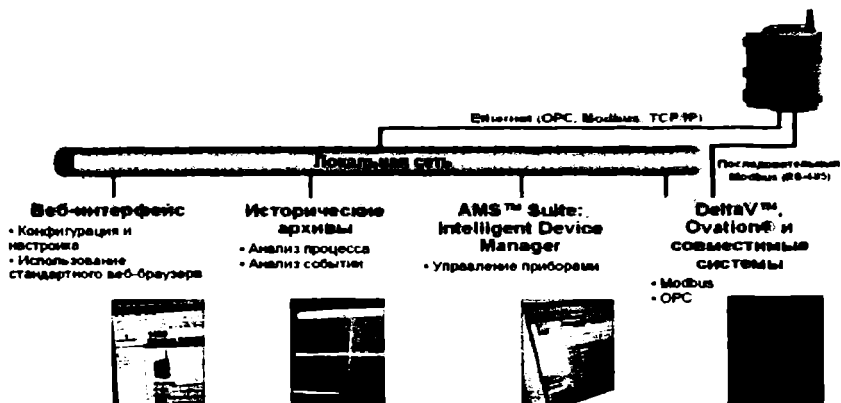 Ethernet (OPC, Modbus, TCP/IP)
Локальная сеть
Последовательный
Modbus (RS-485)
Веб-интерфейс
• Конфигурация и
настройка
• Использование
стандартного веб-браузера
Исторические
архивы
• Анализ процесса
• Анализ событий
AMS™ Suite:
Intelligent Device
Manager
• Управление приборами
DeltaV™,
Ovation® и
совместимые
системы
• Modbus
• OPC